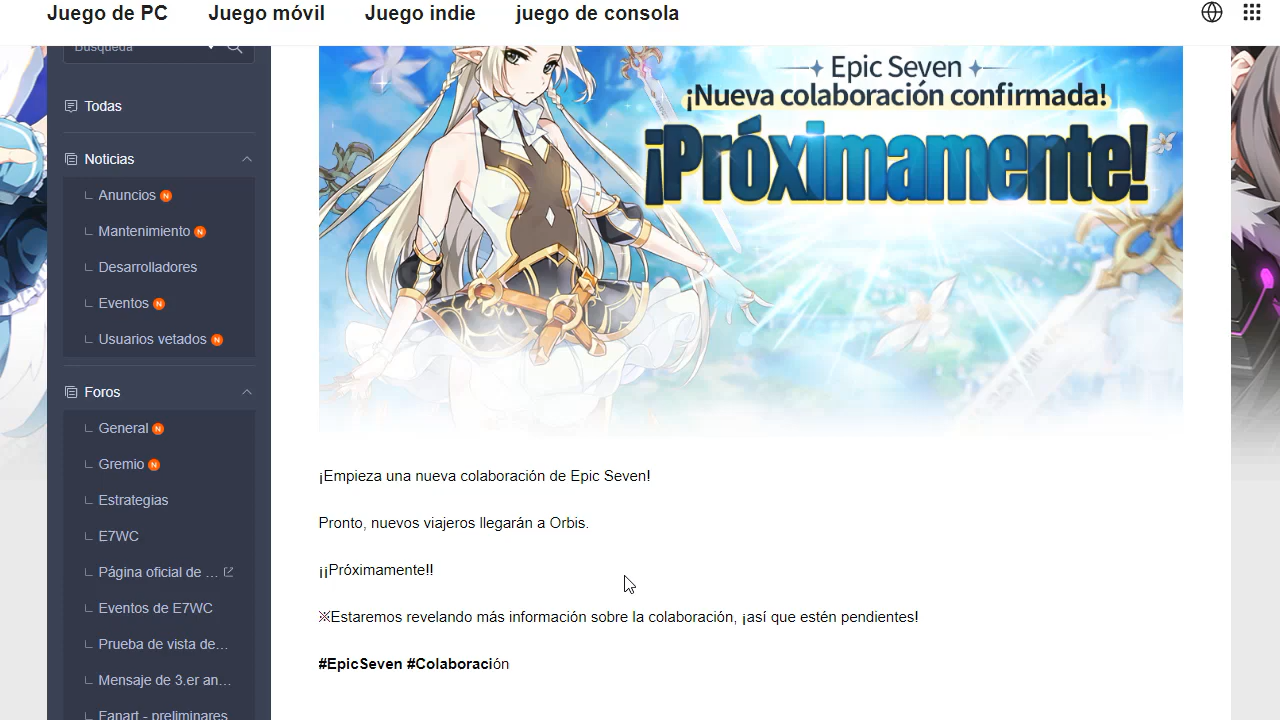 Juego de PC Juego móvil Juego indie juego de consola
Búsqueda
Todas
Noticias
Anuncios N
Mantenimiento N
Desarrolladores
Eventos N
Usuarios vetados N
Foros
General N
Gremio N
Estrategias
E7WC
Página oficial de ...
Eventos de E7WC
Prueba de vista de...
Mensaje de 3.er an...
Fanart - preliminares
Epic Seven
¡Nueva colaboración confirmada!
¡Próximamente!
¡Empieza una nueva colaboración de Epic Seven!
Pronto, nuevos viajeros llegarán a Orbis.
¡¡Próximamente!!
※Estaremos revelando más información sobre la colaboración, ¡así que estén pendientes!
#EpicSeven #Colaboración